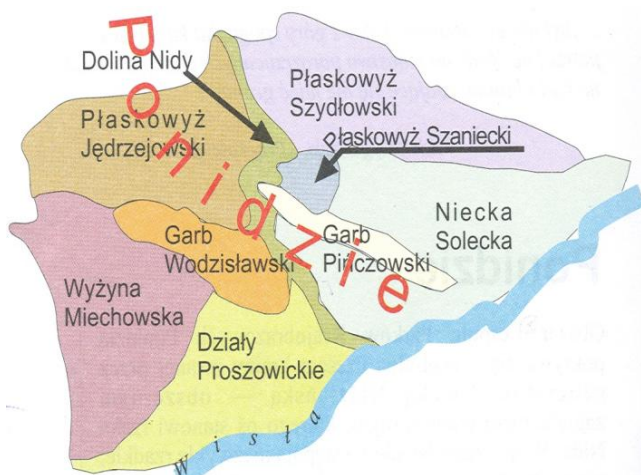 Ponidzie
Dolina Nidy
Płaskowyż
Szydłowski
Płaskowyż
Jędrzejowski
Płaskowyż Szaniecki
Niecka
Solecka
Garb
Wodzisławski
Garb
Pińczowski
Wyżyna
Miechowska
Działy
Proszowickie
Wisła